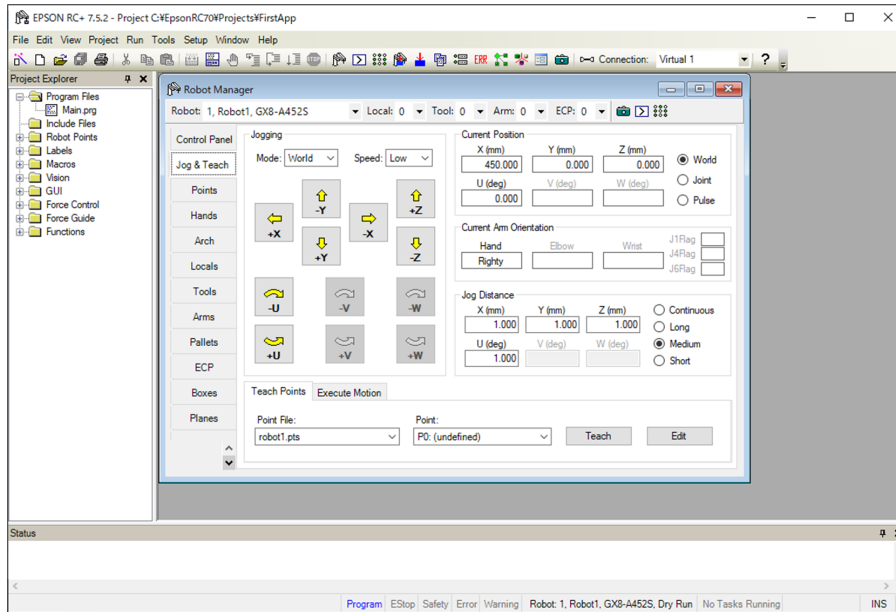 EPSON RC+ 7.5.2 - Project C:¥EpsonRC70¥Projects¥FirstApp
File Edit View Project Run Tools Setup Window Help
ERR Connection: Virtual 1 ?
Project Explorer
Program Files
Main.prg
Include Files
Robot Points
Labels
Macros
Vision
GUI
Force Control
Force Guide
Functions
Robot Manager
Robot: 1, Robot1, GX8-A452S Local: 0 Tool: 0 Arm: 0 ECP: 0
Control Panel
Jog & Teach
Points
Hands
Arch
Locals
Tools
Arms
Pallets
ECP
Boxes
Planes
Jogging
Mode: World Speed: Low
-Y +Z
+X -X
+Y -Z
-U -V -W
+U +V +W
Current Position
X (mm) Y (mm) Z (mm)
450.000 0.000 0.000
U (deg) V (deg) W (deg)
0.000
World
Joint
Pulse
Current Arm Orientation
Hand Elbow Wrist
Righty
J1Flag
J4Flag
J6Flag
Jog Distance
X (mm) Y (mm) Z (mm)
1.000 1.000 1.000
U (deg) V (deg) W (deg)
1.000
Continuous
Long
Medium
Short
Teach Points Execute Motion
Point File: Point:
robot1.pts P0: (undefined) Teach Edit
Status
Program EStop Safety Error Warning Robot: 1, Robot1, GX8-A452S, Dry Run No Tasks Running INS